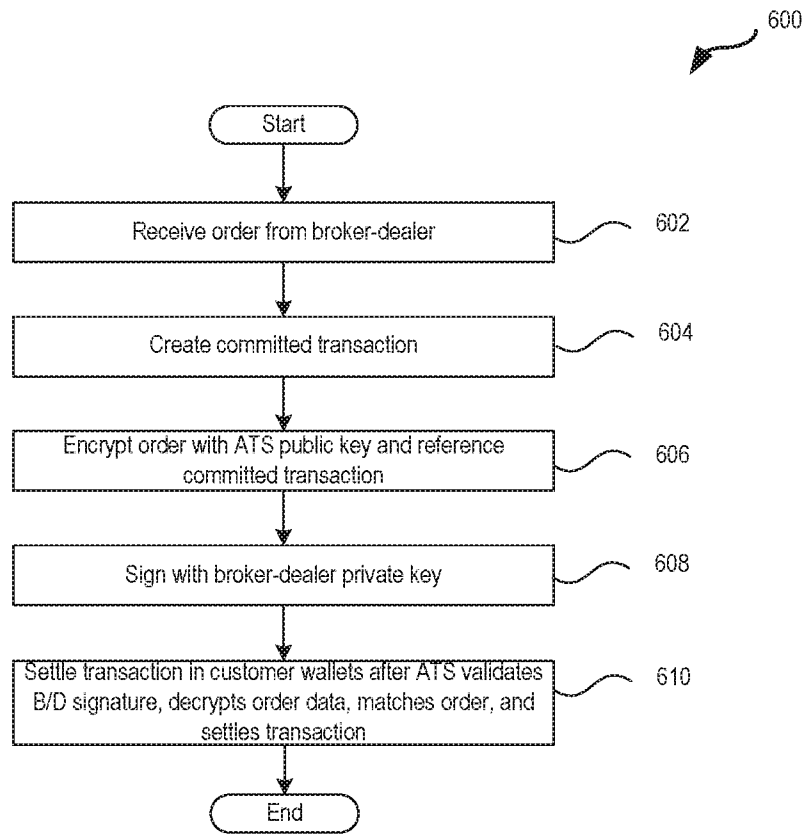 600
Start
Receive order from broker-dealer
602
Create committed transaction
604
Encrypt order with ATS public key and reference
committed transaction
606
Sign with broker-dealer private key
608
Settle transaction in customer wallets after ATS validates
B/D signature, decrypts order data, matches order, and
settles transaction
610
End